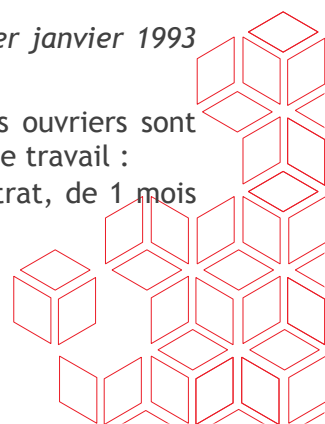 er janvier 1993
s ouvriers sont
e travail :
trat, de 1 mois